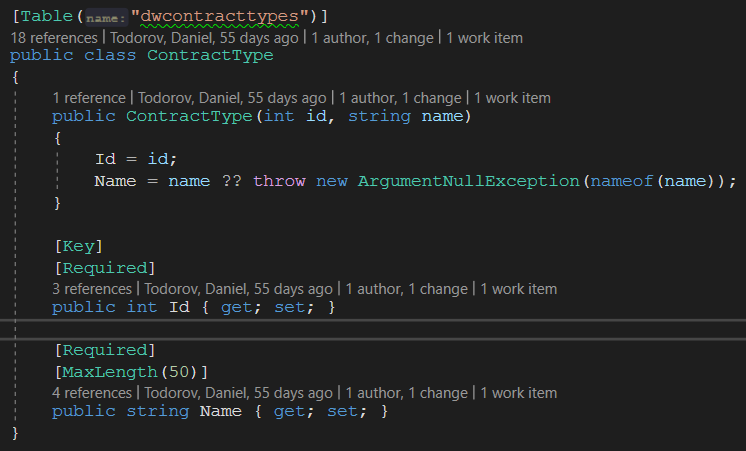 [Table(name:"dwcontracttypes")]
18 references | Todorov, Daniel, 55 days ago | 1 author, 1 change | 1 work item
public class ContractType
{
1 reference | Todorov, Daniel, 55 days ago | 1 author, 1 change | 1 work item
public ContractType(int id, string name)
{
Id = id;
Name = name ?? throw new ArgumentNullException(nameof(name));
}
[Key]
[Required]
3 references | Todorov, Daniel, 55 days ago | 1 author, 1 change | 1 work item
public int Id { get; set; }
[Required]
[MaxLength(50)]
4 references | Todorov, Daniel, 55 days ago | 1 author, 1 change | 1 work item
public string Name { get; set; }
}